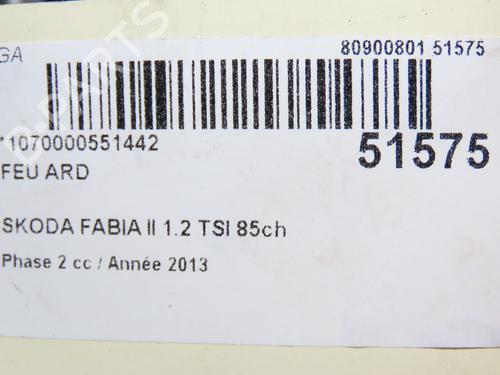 GA 80900801 51575
*1070000551442 51575
FEU ARD
SKODA FABIA II 1.2 TSI 85ch
Phase 2 cc / Année 2013
B-PARTS